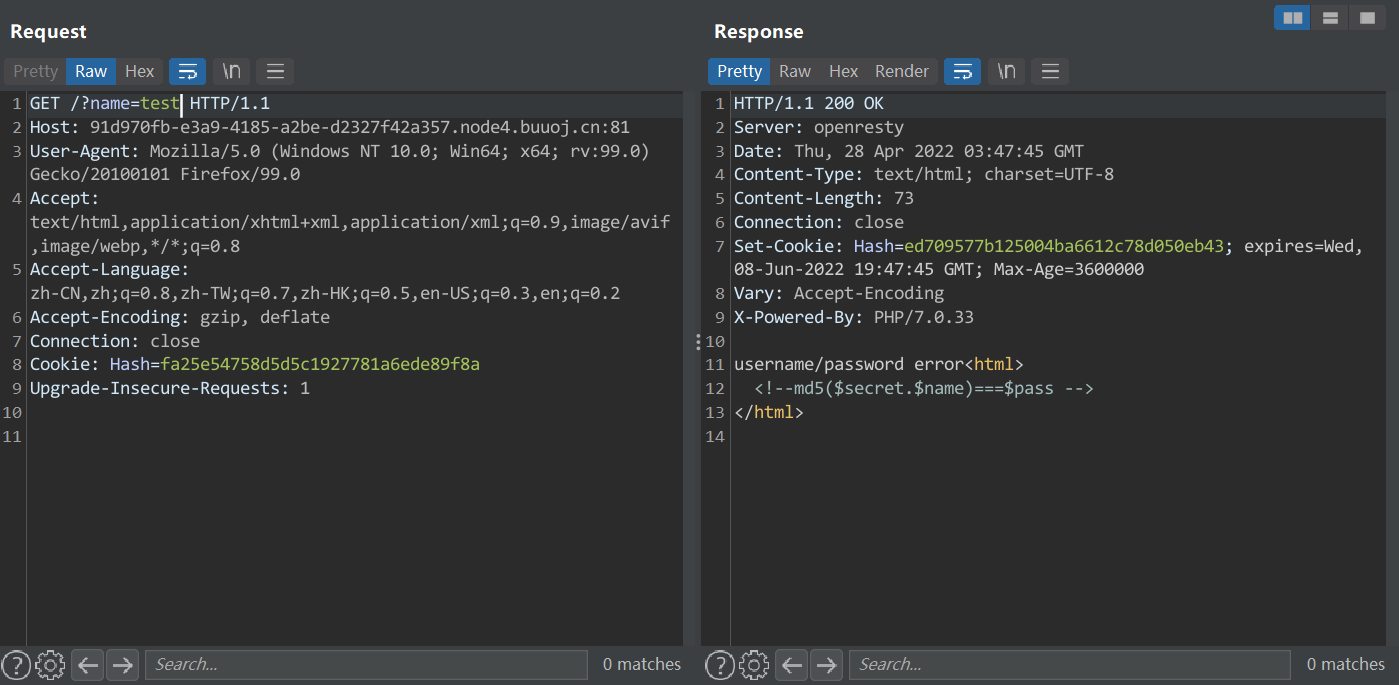 Request
Pretty Raw Hex \n
1 GET /?name=test HTTP/1.1
2 Host: 91d970fb-e3a9-4185-a2be-d2327f42a357.node4.buuoj.cn:81
3 User-Agent: Mozilla/5.0 (Windows NT 10.0; Win64; x64; rv:99.0)
Gecko/20100101 Firefox/99.0
4 Accept:
text/html,application/xhtml+xml,application/xml;q=0.9,image/avif
,image/webp,*/*;q=0.8
5 Accept-Language:
zh-CN,zh;q=0.8,zh-TW;q=0.7,zh-HK;q=0.5,en-US;q=0.3,en;q=0.2
6 Accept-Encoding: gzip, deflate
7 Connection: close
8 Cookie: Hash=fa25e54758d5d5c1927781a6ede89f8a
9 Upgrade-Insecure-Requests: 1
10
11
? Search... 0 matches
Response
Pretty Raw Hex Render \n
1 HTTP/1.1 200 OK
2 Server: openresty
3 Date: Thu, 28 Apr 2022 03:47:45 GMT
4 Content-Type: text/html; charset=UTF-8
5 Content-Length: 73
6 Connection: close
7 Set-Cookie: Hash=ed709577b125004ba6612c78d050eb43; expires=Wed,
08-Jun-2022 19:47:45 GMT; Max-Age=3600000
8 Vary: Accept-Encoding
9 X-Powered-By: PHP/7.0.33
10
11 username/password error<html>
12 <!--md5($secret.$name)===$pass -->
13 </html>
14
? Search... 0 matches